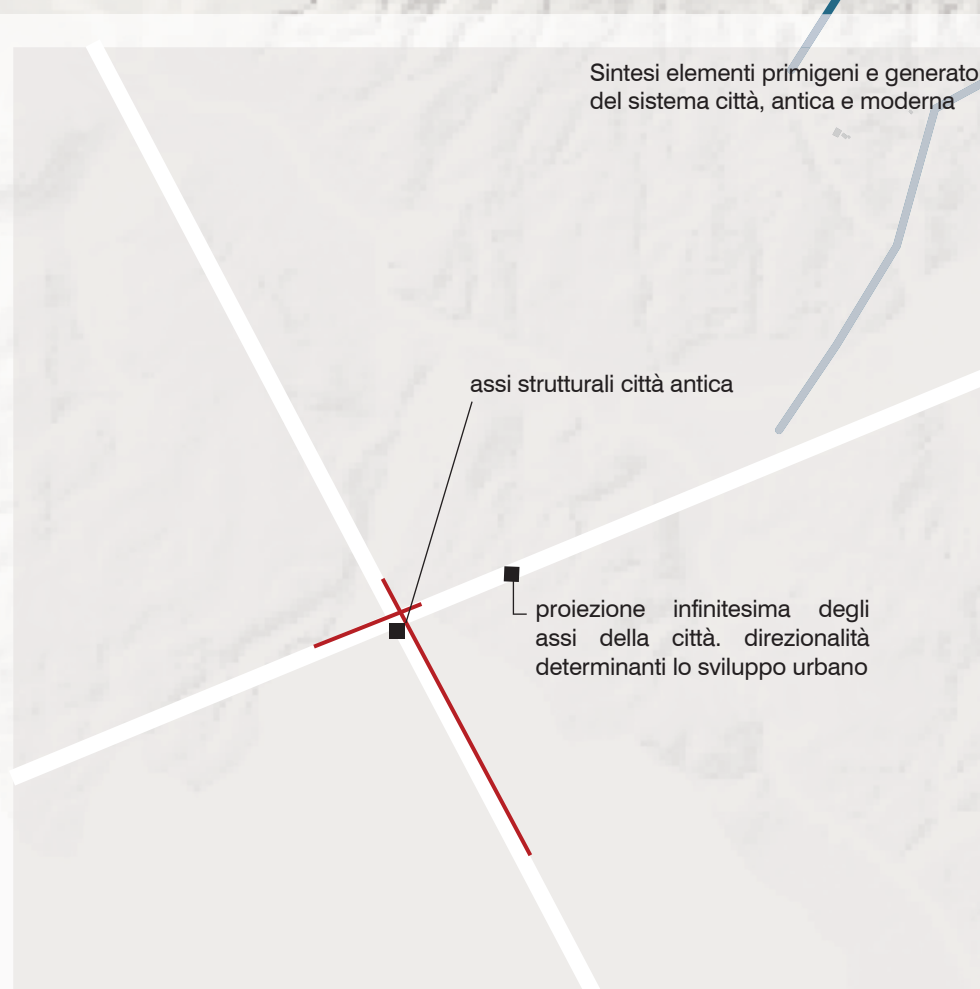 Sintesi elementi primigeni e generato
del sistema città, antica e moderna
assi strutturali città antica
proiezione infinitesima degli
assi della città. direzionalità
determinanti lo sviluppo urbano